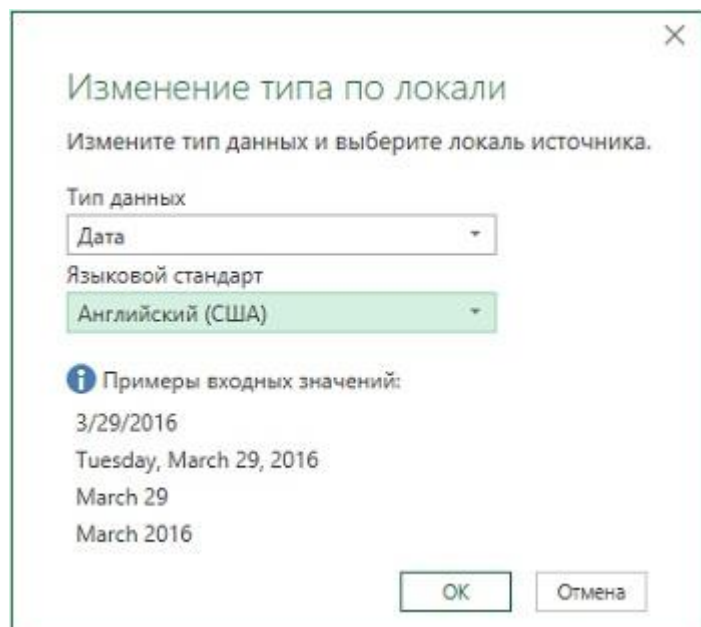 Изменение типа по локали
Измените тип данных и выберите локаль источника.
Тип данных
Дата
Языковой стандарт
Английский (США)
Примеры входных значений:
3/29/2016
Tuesday, March 29, 2016
March 29
March 2016
OK Отмена